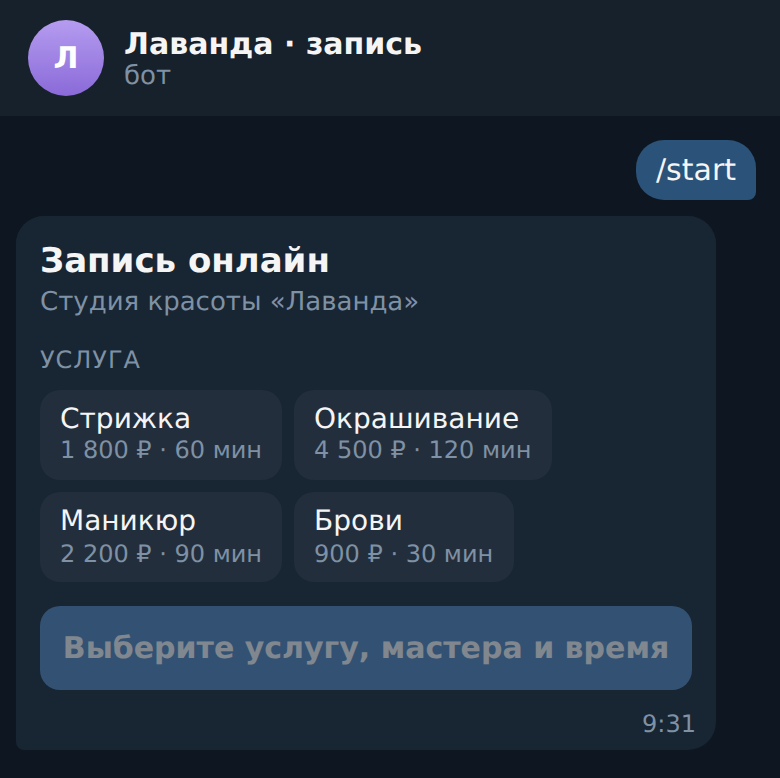 Л
Лаванда · запись
бот
/start
Запись онлайн
Студия красоты «Лаванда»
УСЛУГА
Стрижка
1 800 ₽ · 60 мин
Окрашивание
4 500 ₽ · 120 мин
Маникюр
2 200 ₽ · 90 мин
Брови
900 ₽ · 30 мин
Выберите услугу, мастера и время
9:31